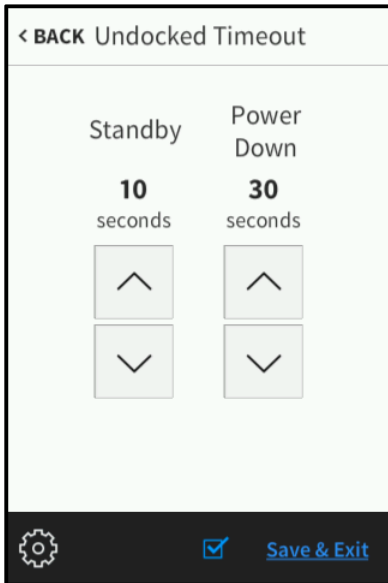 < BACK Undocked Timeout
Standby
Power
Down
10
seconds
30
seconds
Save & Exit